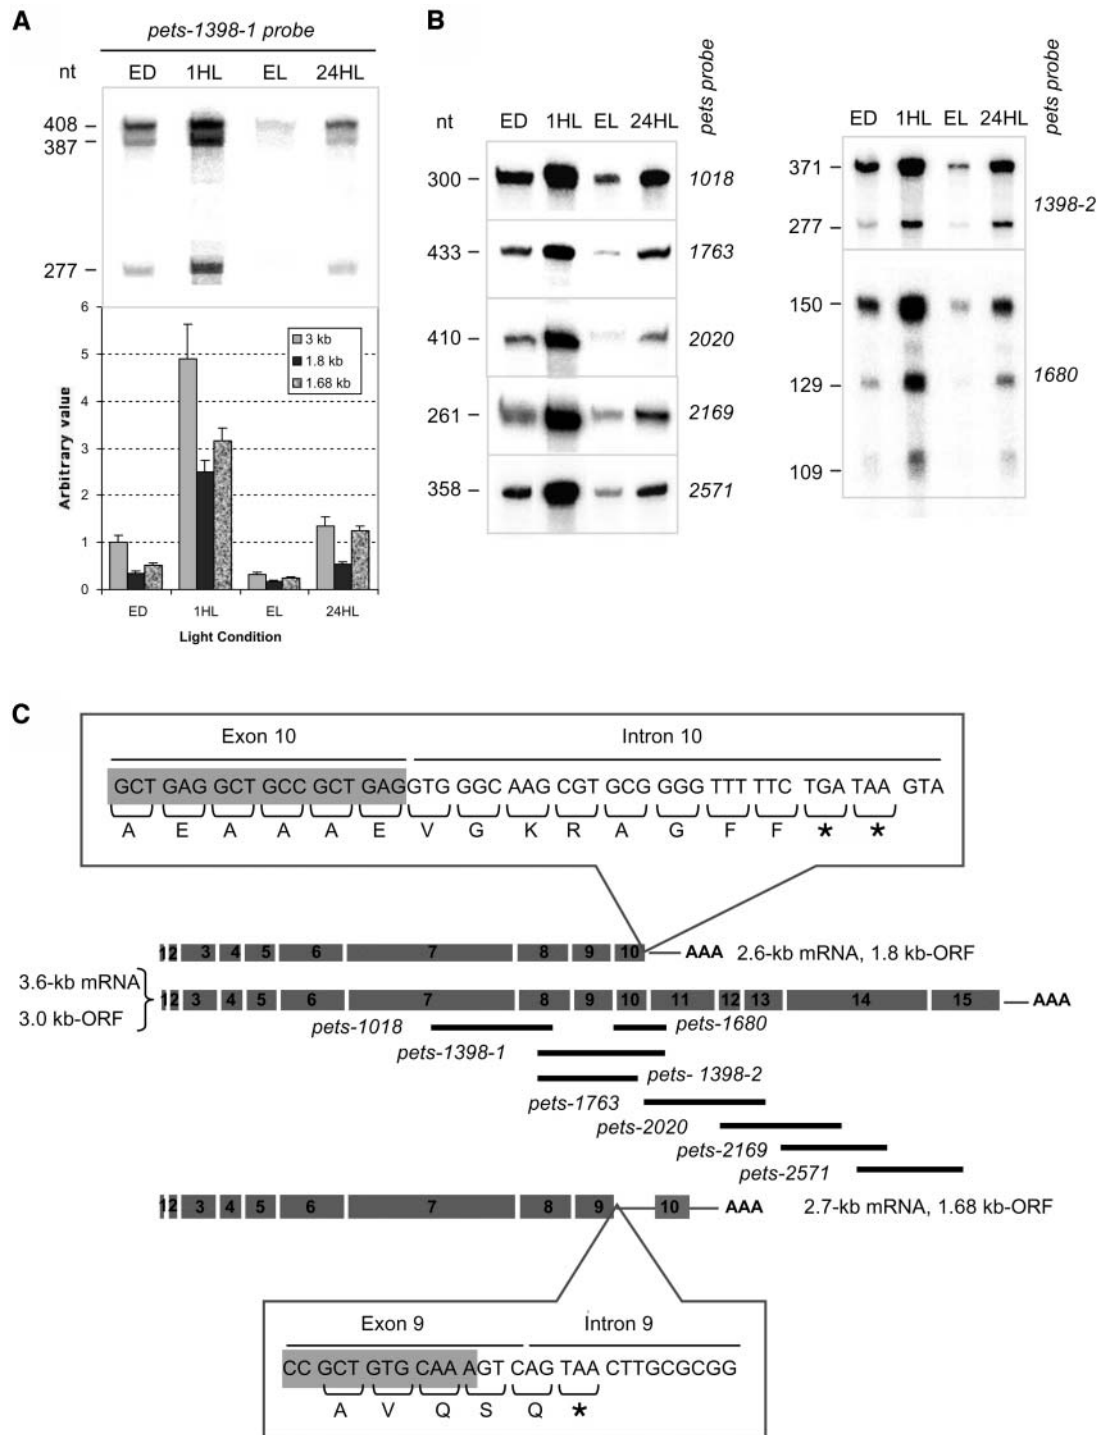 A
pets-1398-1 probe
nt ED 1HL EL 24HL
408
387
277
6
5
4
3
2
1
0
Arbitrary value
3 kb
1.8 kb
1.68 kb
ED 1HL EL 24HL
Light Condition
B
nt ED 1HL EL 24HL pets probe
300 1018
433 1763
410 2020
261 2169
358 2571
ED 1HL EL 24HL pets probe
371
277
1398-2
150
129
109
1680
C
Exon 10 Intron 10
GCT GAG GCT GCC GCT GAG GTG GGC AAG CGT GCG GGG TTT TTC TGA TAA GTA
A E A A A E V G K R A G F F * *
1 2 3 4 5 6 7 8 9 10 AAA 2.6-kb mRNA, 1.8 kb-ORF
3.6-kb mRNA
3.0 kb-ORF
1 2 3 4 5 6 7 8 9 10 11 12 13 14 15 AAA
pets-1018 pets-1680
pets-1398-1
pets- 1398-2
pets-1763
pets-2020
pets-2169
pets-2571
1 2 3 4 5 6 7 8 9 10 AAA 2.7-kb mRNA, 1.68 kb-ORF
Exon 9 Intron 9
CC GCT GTG CAA AGT CAG TAA CTTGCGCGG
A V Q S Q *